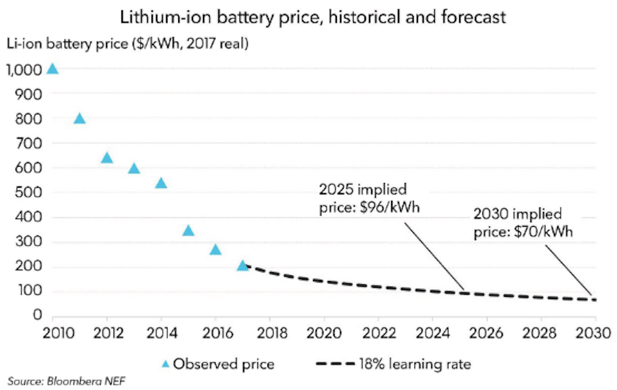 Lithium-ion battery price, historical and forecast
Li-ion battery price ($/kWh, 2017 real)
1,000
900
800
700
600
500
400
300
200
100
0
2025 implied
price: $96/kWh
2030 implied
price: $70/kWh
2010 2012 2014 2016 2018 2020 2022 2024 2026 2028 2030
Observed price 18% learning rate
Source: Bloombera NEF